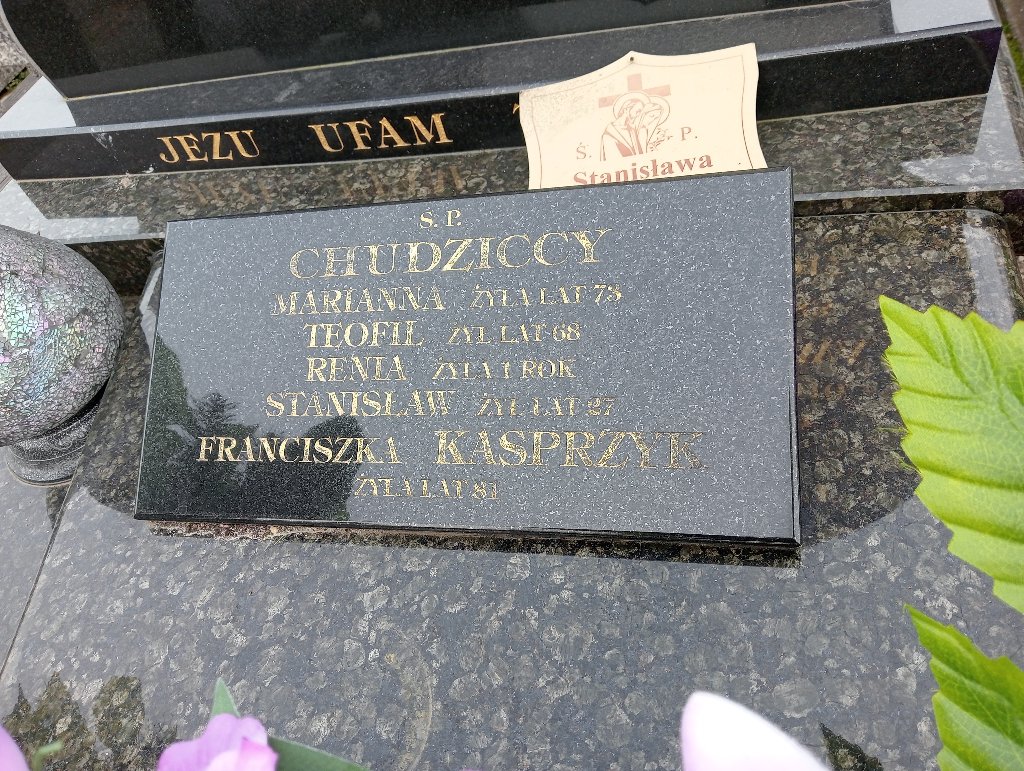 JEZU UFAM
Ś. P.
Stanisława
Ś. P.
CHUDZICCY
MARIANNA ŻYŁA LAT 73
TEOFIL ŻYŁ LAT 68
RENIA ŻYŁA 1 ROK
STANISŁAW ŻYŁ LAT 27
FRANCISZKA KASPRZYK
ŻYŁA LAT 81